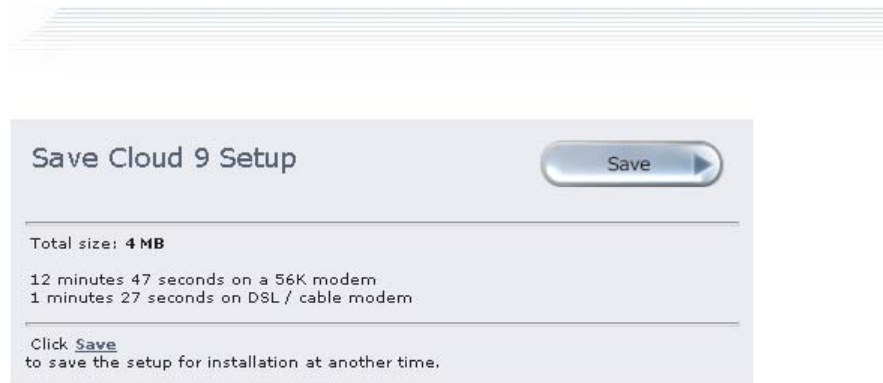 Save Cloud 9 Setup
Save
Total size: 4 MB
12 minutes 47 seconds on a 56K modem
1 minutes 27 seconds on DSL / cable modem
Click Save
to save the setup for installation at another time.